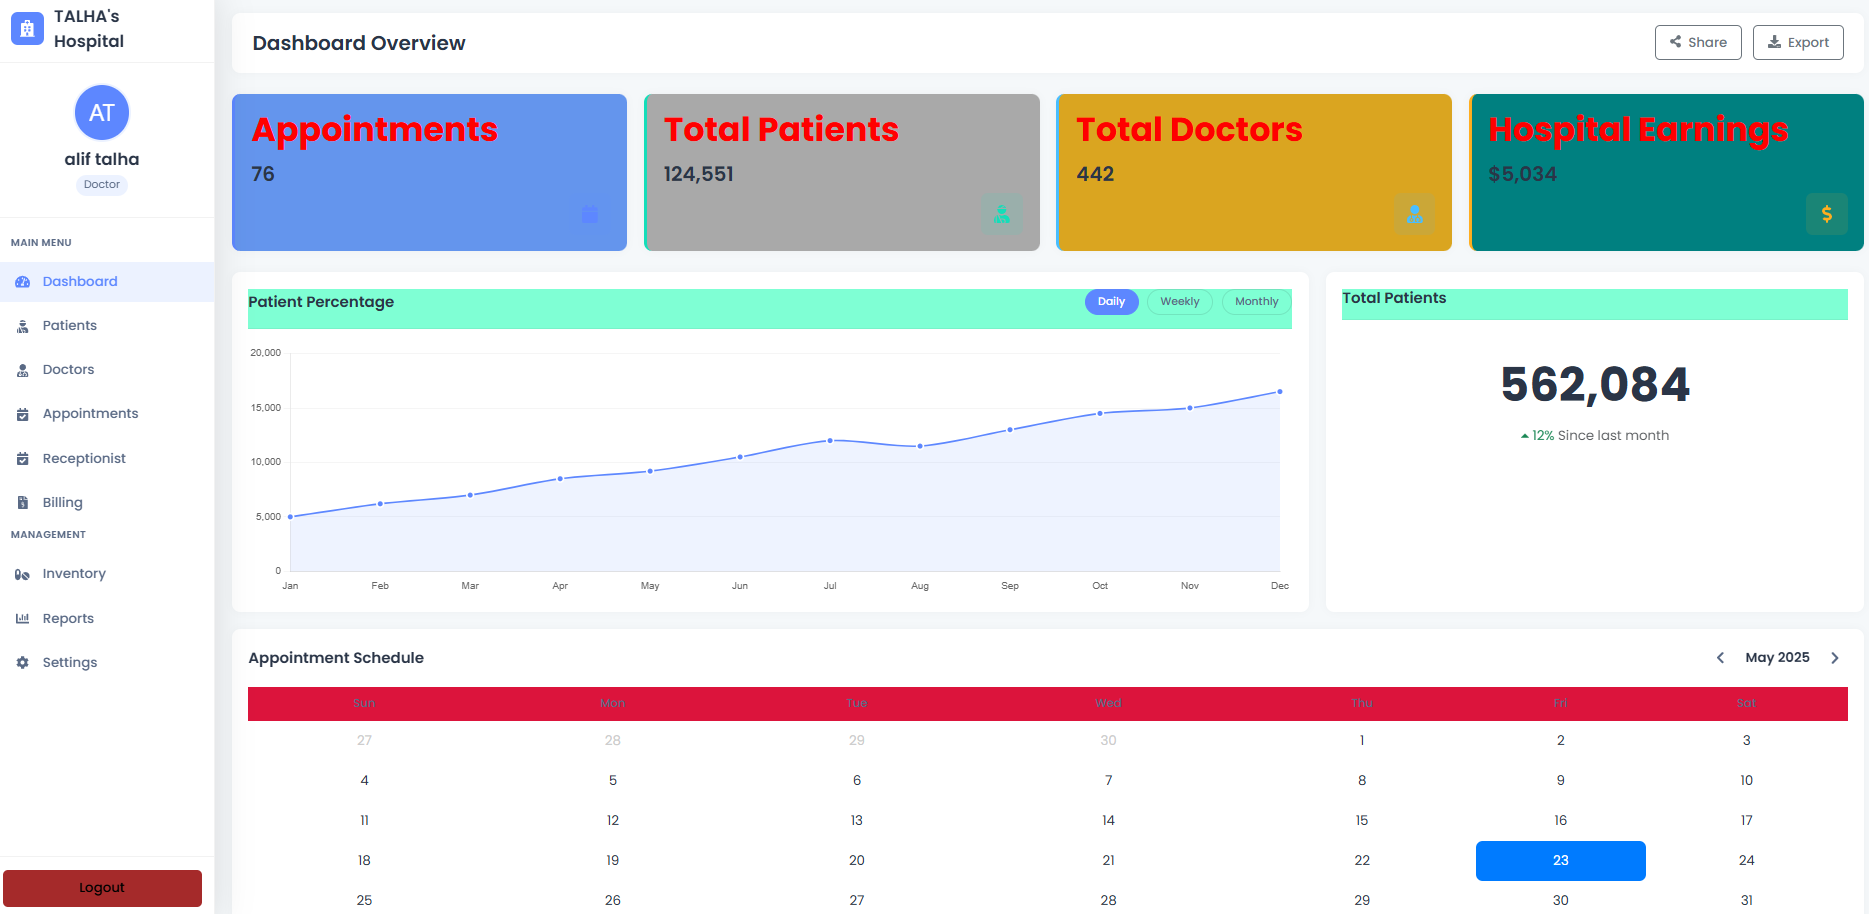 TALHA's
Hospital
AT
alif talha
Doctor
MAIN MENU
Dashboard
Patients
Doctors
Appointments
Receptionist
Billing
MANAGEMENT
Inventory
Reports
Settings
Logout
Dashboard Overview
Share
Export
Appointments
76
Total Patients
124,551
Total Doctors
442
Hospital Earnings
$5,034
$
Patient Percentage
Daily Weekly Monthly
20,000
15,000
10,000
5,000
0
Jan Feb Mar Apr May Jun Jul Aug Sep Oct Nov Dec
Total Patients
562,084
12% Since last month
Appointment Schedule
May 2025
Sun Mon Tue Wed Thu Fri Sat
27 28 29 30 1 2 3
4 5 6 7 8 9 10
11 12 13 14 15 16 17
18 19 20 21 22 23 24
25 26 27 28 29 30 31